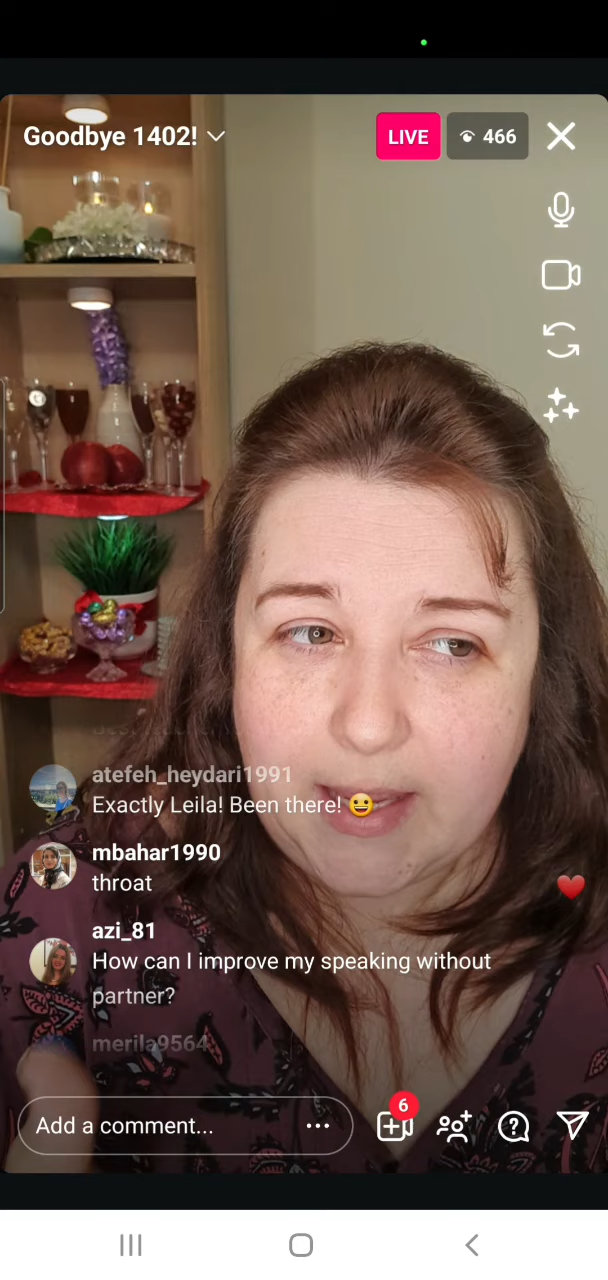 Goodbye 1402!
LIVE
466
atefeh_heydari1991
Exactly Leila! Been there! 😀
mbahar1990
throat
azi_81
How can I improve my speaking without
partner?
merila9564
6
Add a comment...